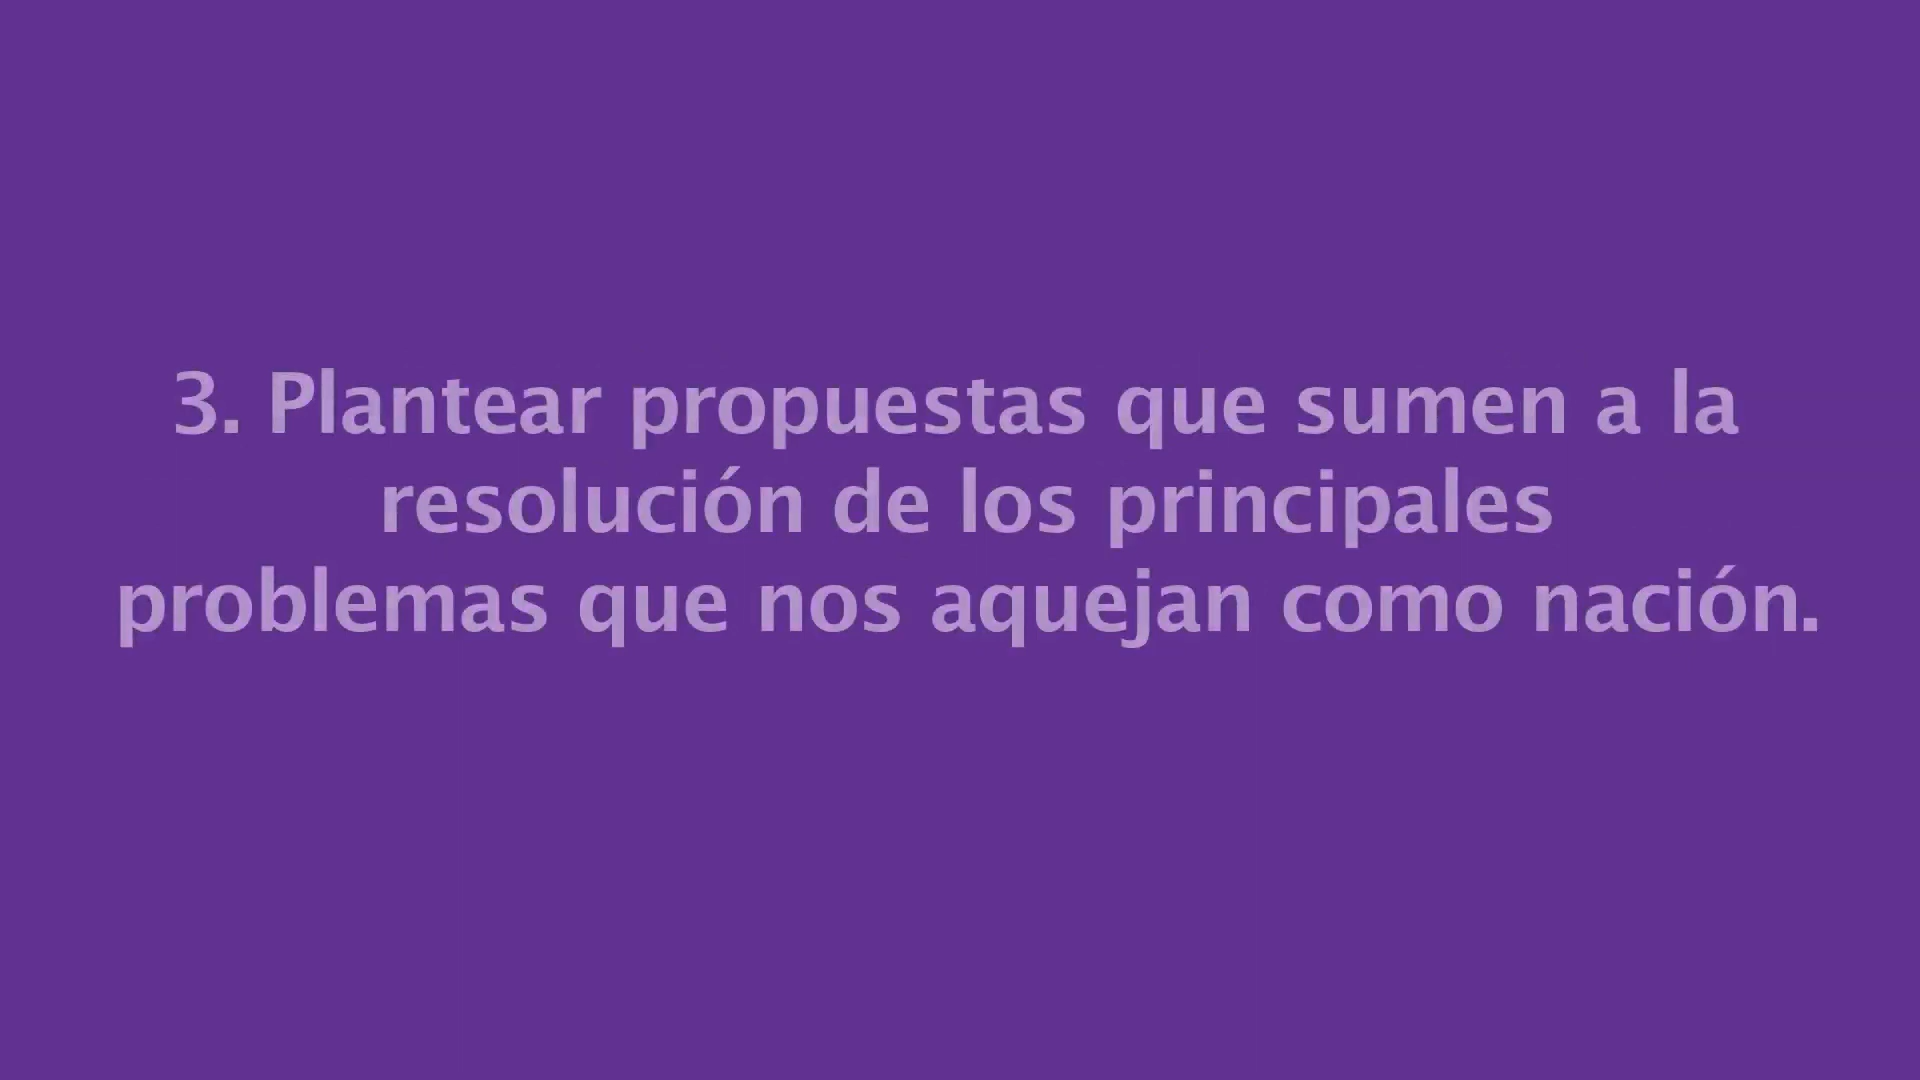 3. Plantear propuestas que sumen a la
resolución de los principales
problemas que nos aquejan como nación.